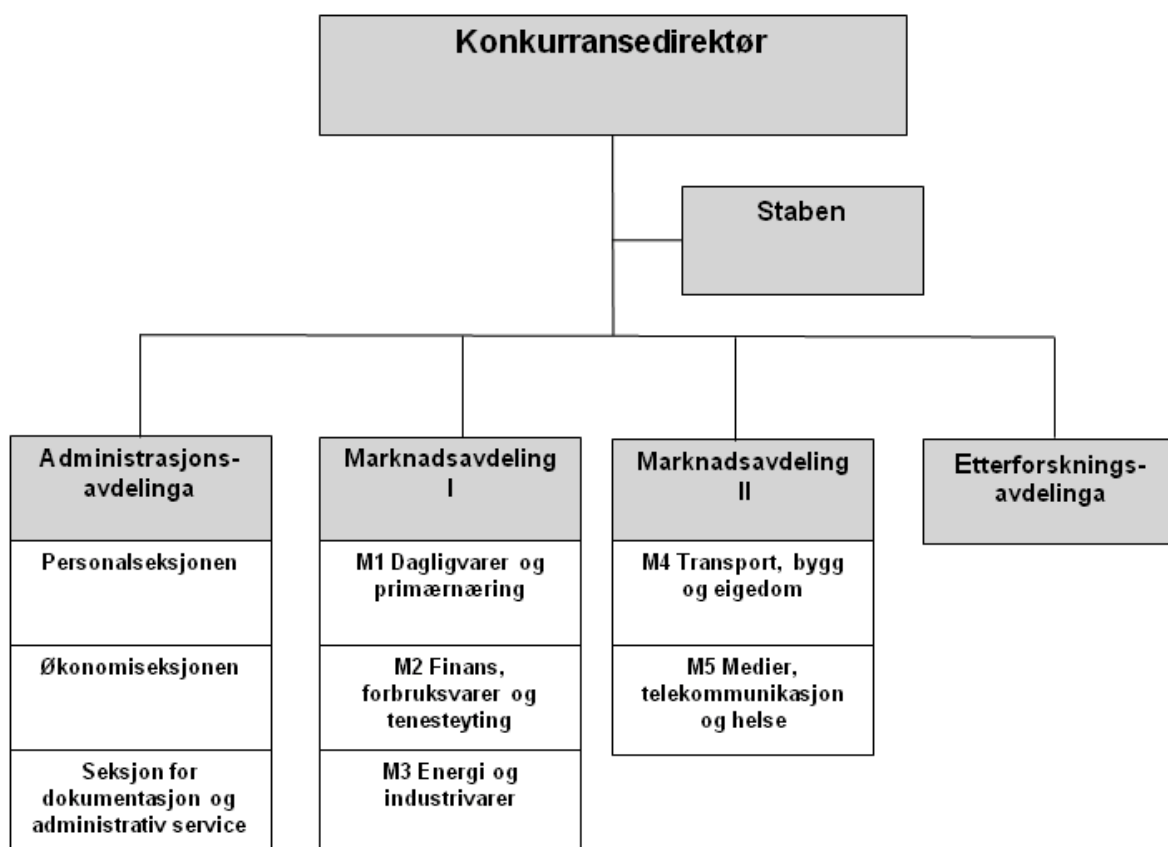 Konkurransedirektør
Staben
Administrasjons-
avdelinga
Personalseksjonen
Økonomiseksjonen
Seksjon for
dokumentasjon og
administrativ service
Marknadsavdeling
I
M1 Dagligvarer og
primærnæring
M2 Finans,
forbruksvarer og
tenesteyting
M3 Energi og
industrivarer
Marknadsavdeling
II
M4 Transport, bygg
og eigedom
M5 Medier,
telekommunikasjon
og helse
Etterforsknings-
avdelinga